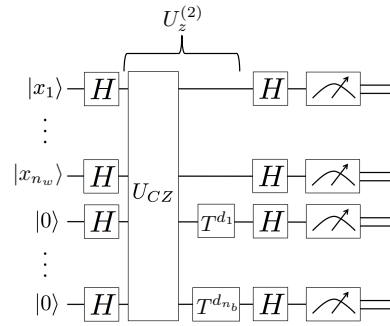 U_z^{(2)}
|x_1⟩ H H
⋮
|x_{n_w}⟩ H H
U_{CZ}
|0⟩ H T^{d_1} H
⋮
|0⟩ H T^{d_{n_b}} H